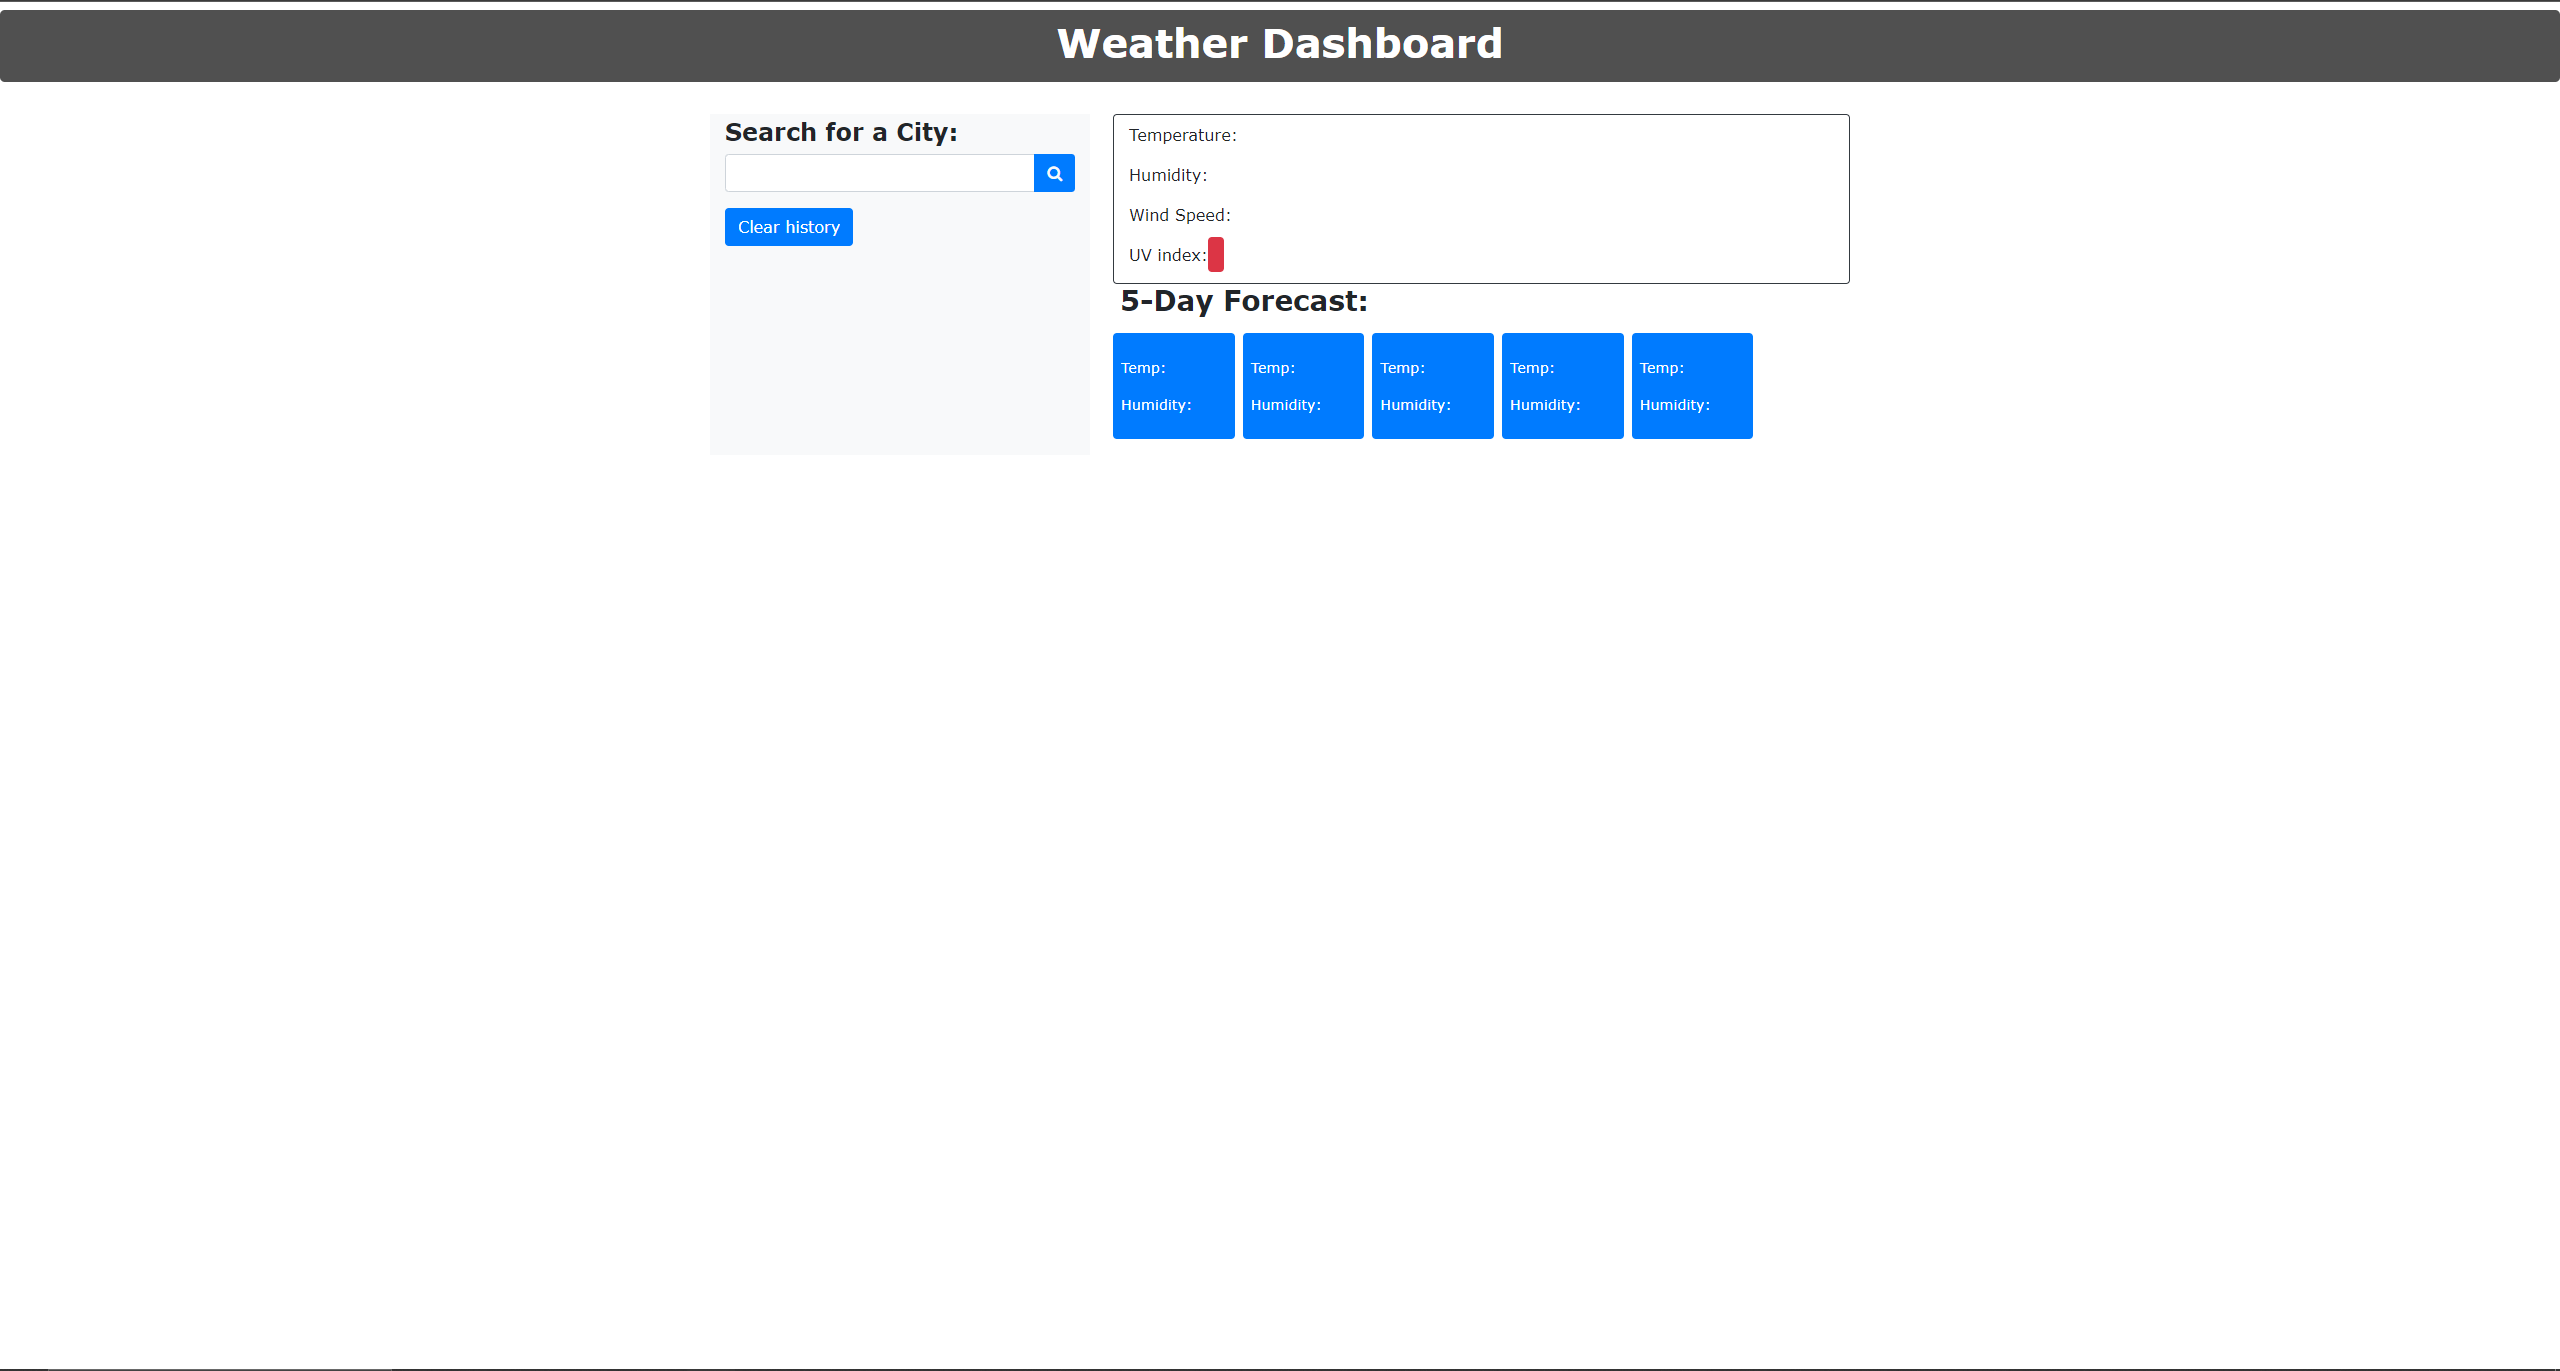 Weather Dashboard
Search for a City:
Clear history
Temperature:
Humidity:
Wind Speed:
UV index:
5-Day Forecast:
Temp:
Humidity:
Temp:
Humidity:
Temp:
Humidity:
Temp:
Humidity:
Temp:
Humidity: